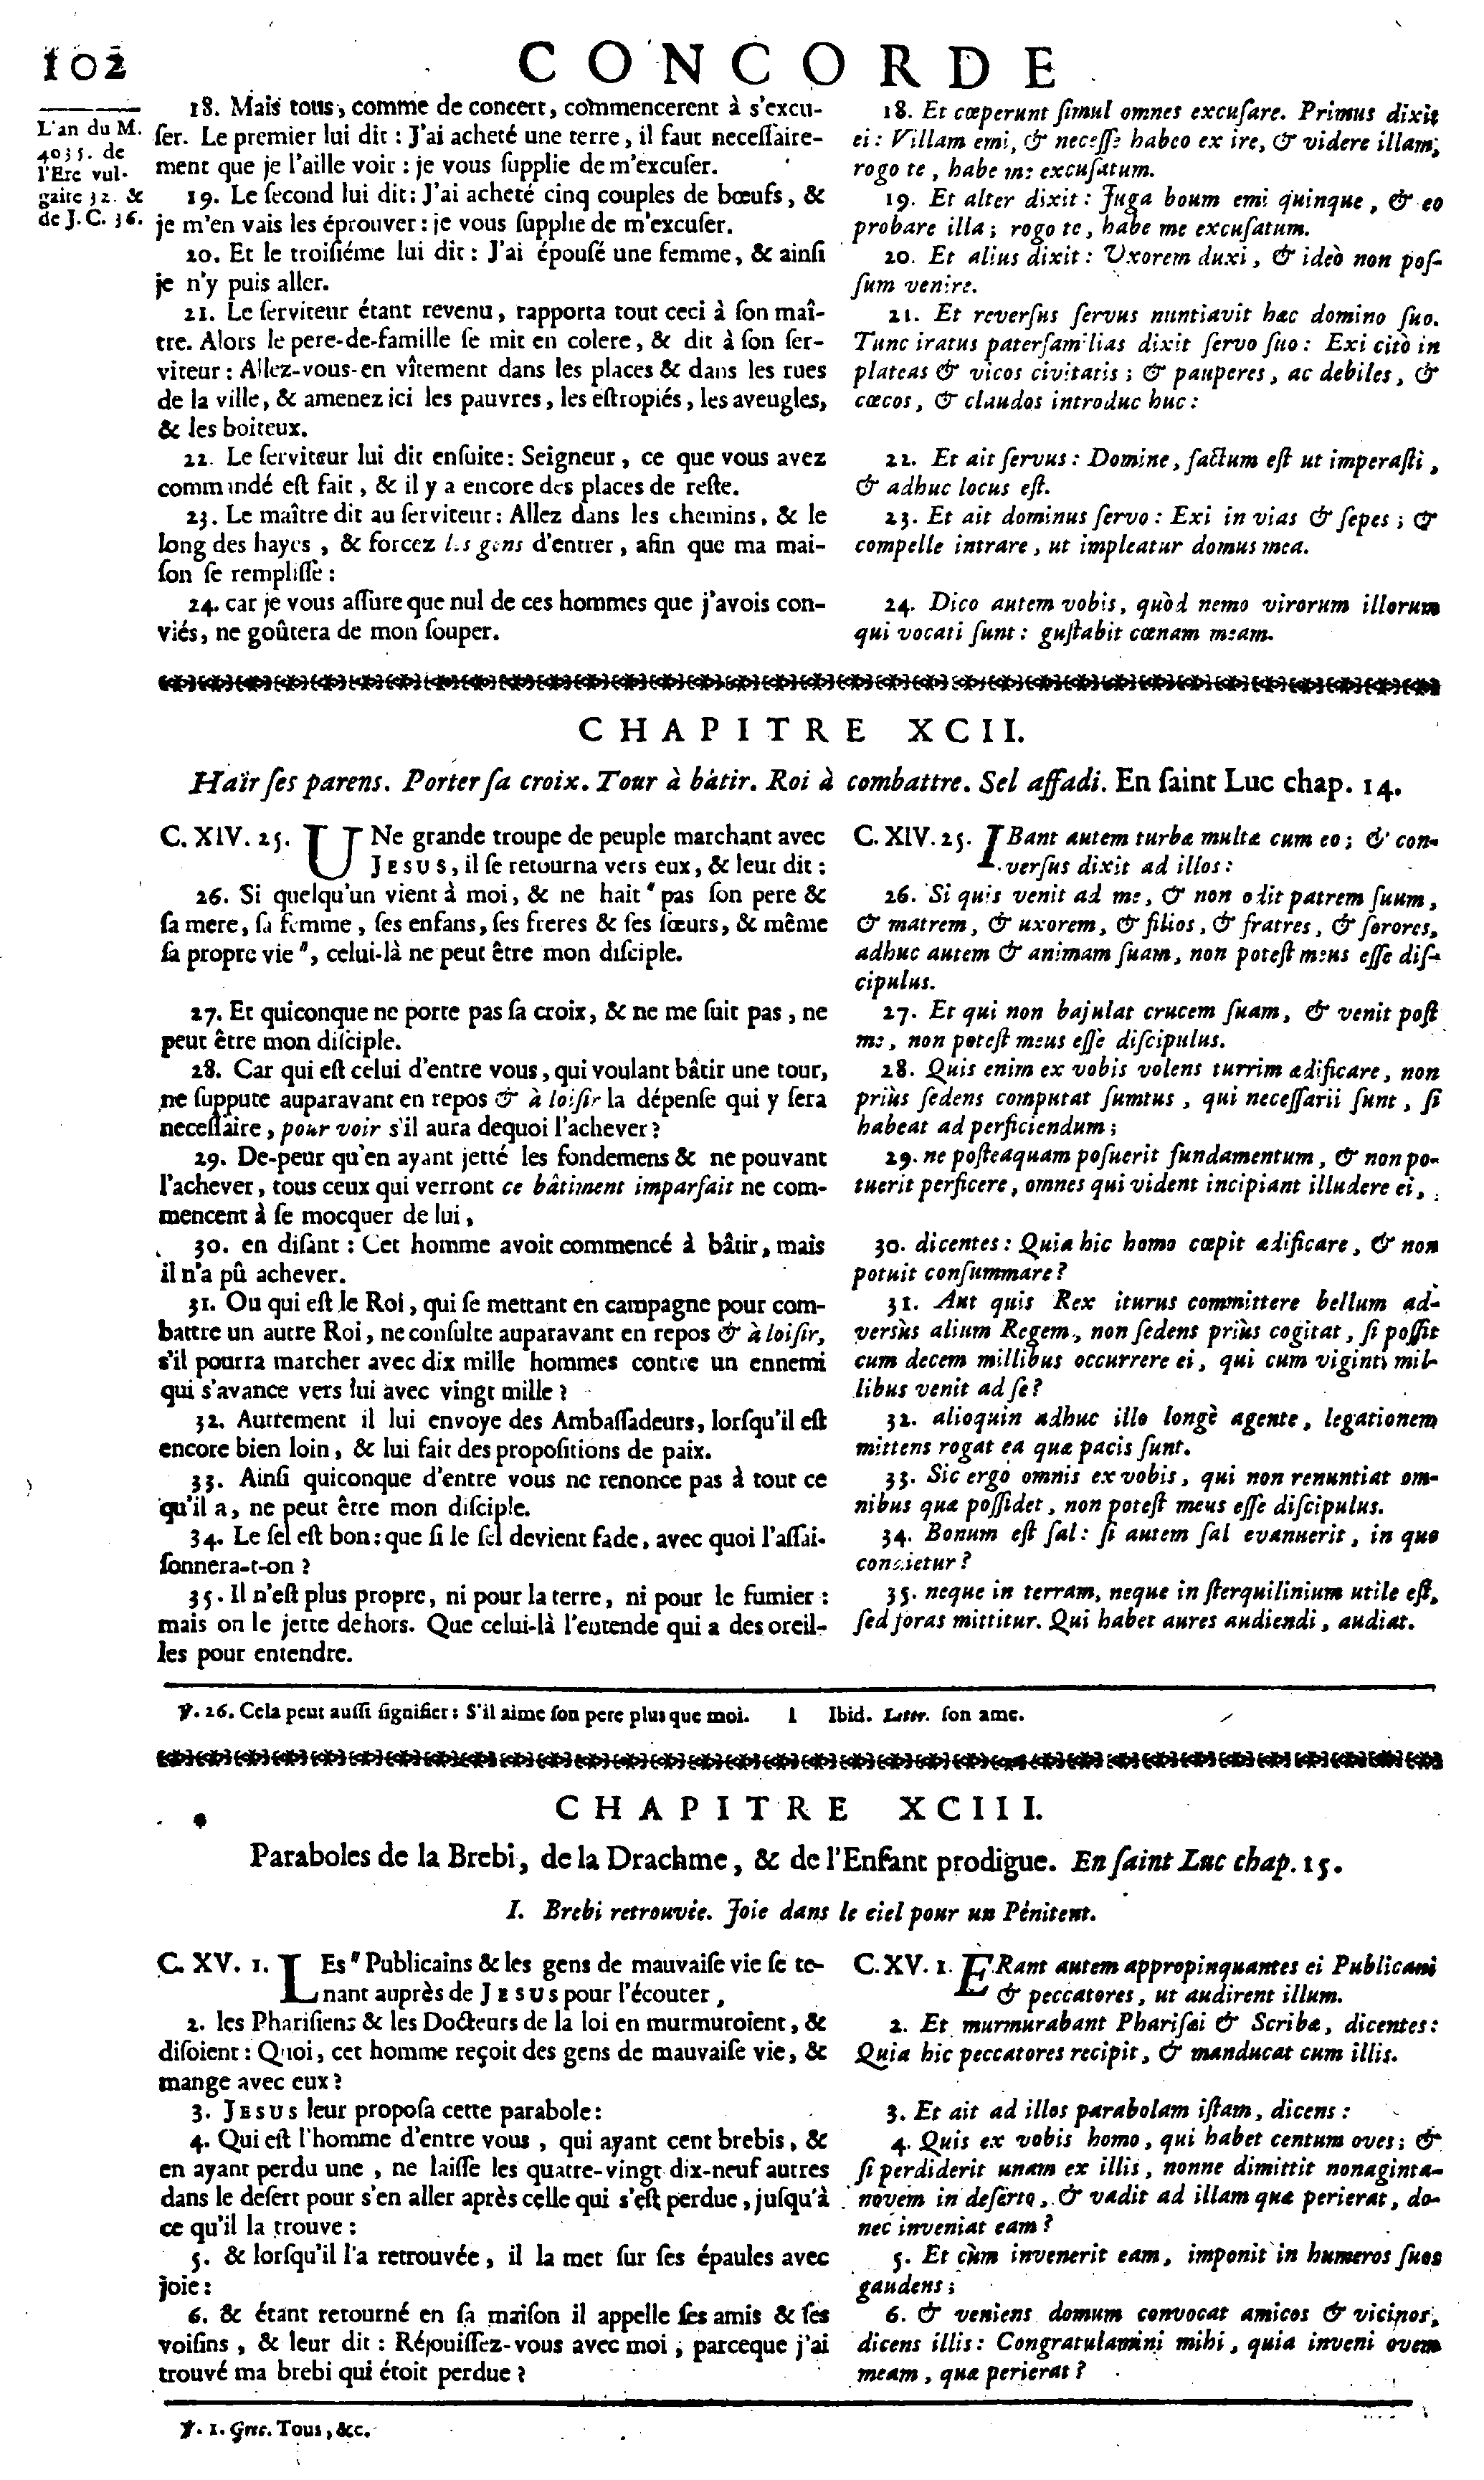 102
CONCORDE
L'an du M.
4035. de
l'Ere vul-
gaire 32. &
de J. C. 36.
18. Mais tous, comme de concert, commencerent à s'excu-
ſer. Le premier lui dit : J'ai acheté une terre, il faut neceſſaire-
ment que je l'aille voir : je vous ſupplie de m'excuſer.
19. Le ſecond lui dit : J'ai acheté cinq couples de bœufs, &
je m'en vais les éprouver : je vous ſupplie de m'excuſer.
20. Et le troiſiéme lui dit : J'ai épouſé une femme, & ainſi
je n'y puis aller.
21. Le ſerviteur étant revenu, rapporta tout ceci à ſon maî-
tre. Alors le pere-de-famille ſe mit en colere, & dit à ſon ſer-
viteur : Allez-vous-en vîtement dans les places & dans les rues
de la ville, & amenez ici les pauvres, les eſtropiés, les aveugles,
& les boiteux.
22. Le ſerviteur lui dit enſuite : Seigneur, ce que vous avez
commandé eſt fait, & il y a encore des places de reſte.
23. Le maître dit au ſerviteur : Allez dans les chemins, & le
long des hayes, & forcez les gens d'entrer, afin que ma mai-
ſon ſe rempliſſe :
24. car je vous aſſure que nul de ces hommes que j'avois con-
viés, ne goûtera de mon ſouper.
18. Et cœperunt ſimul omnes excuſare. Primus dixit
ei : Villam emi, & neceſſe habeo exire, & videre illam;
rogo te, habe me excuſatum.
19. Et alter dixit : Juga boum emi quinque, & eo
probare illa ; rogo te, habe me excuſatum.
20. Et alius dixit : Uxorem duxi, & ideò non poſ-
ſum venire.
21. Et reverſus ſervus nuntiavit hæc domino ſuo.
Tunc iratus paterfamilias dixit ſervo ſuo : Exi citò in
plateas & vicos civitatis ; & pauperes, ac debiles, &
cæcos, & claudos introduc huc :
22. Et ait ſervus : Domine, factum eſt ut imperaſti,
& adhuc locus eſt.
23. Et ait dominus ſervo : Exi in vias & ſepes ; &
compelle intrare, ut impleatur domus mea.
24. Dico autem vobis, quòd nemo virorum illorum
qui vocati ſunt : guſtabit cœnam meam.
CHAPITRE XCII.
Haïr ſes parens. Porter ſa croix. Tour à bâtir. Roi à combattre. Sel affadi. En ſaint Luc chap. 14.
C. XIV. 25. UNe grande troupe de peuple marchant avec
JESUS, il ſe retourna vers eux, & leur dit :
26. Si quelqu'un vient à moi, & ne hait " pas ſon pere &
ſa mere, ſa femme, ſes enfans, ſes freres & ſes ſœurs, & même
ſa propre vie ", celui-là ne peut être mon diſciple.
27. Et quiconque ne porte pas ſa croix, & ne me ſuit pas, ne
peut être mon diſciple.
28. Car qui eſt celui d'entre vous, qui voulant bâtir une tour,
ne ſuppute auparavant en repos & à loiſir la dépenſe qui y ſera
neceſſaire, pour voir s'il aura dequoi l'achever ?
29. De-peur qu'en ayant jetté les fondemens & ne pouvant
l'achever, tous ceux qui verront ce bâtiment imparfait ne com-
mencent à ſe mocquer de lui,
30. en diſant : Cet homme avoit commencé à bâtir, mais
il n'a pû achever.
31. Ou qui eſt le Roi, qui ſe mettant en campagne pour com-
battre un autre Roi, ne conſulte auparavant en repos & à loiſir,
s'il pourra marcher avec dix mille hommes contre un ennemi
qui s'avance vers lui avec vingt mille ?
32. Autrement il lui envoye des Ambaſſadeurs, lorſqu'il eſt
encore bien loin, & lui fait des propoſitions de paix.
33. Ainſi quiconque d'entre vous ne renonce pas à tout ce
qu'il a, ne peut être mon diſciple.
34. Le ſel eſt bon : que ſi le ſel devient fade, avec quoi l'aſſai-
ſonnera-t-on ?
35. Il n'eſt plus propre, ni pour la terre, ni pour le fumier :
mais on le jette dehors. Que celui-là l'entende qui a des oreil-
les pour entendre.
C. XIV. 25. IBant autem turbæ multæ cum eo ; & con-
verſus dixit ad illos :
26. Si quis venit ad me, & non odit patrem ſuum,
& matrem, & uxorem, & filios, & fratres, & ſorores,
adhuc autem & animam ſuam, non poteſt meus eſſe diſ-
cipulus.
27. Et qui non bajulat crucem ſuam, & venit poſt
me, non poteſt meus eſſe diſcipulus.
28. Quis enim ex vobis volens turrim ædificare, non
priùs ſedens computat ſumtus, qui neceſſarii ſunt, ſi
habeat ad perficiendum ;
29. ne poſteaquam poſuerit fundamentum, & non po-
tuerit perficere, omnes qui vident incipiant illudere ei,
30. dicentes : Quia hic homo cœpit ædificare, & non
potuit conſummare ?
31. Aut quis Rex iturus committere bellum ad-
versùs alium Regem, non ſedens priùs cogitat, ſi poſſit
cum decem millibus occurrere ei, qui cum viginti mil-
libus venit ad ſe ?
32. alioquin adhuc illo longè agente, legationem
mittens rogat ea quæ pacis ſunt.
33. Sic ergo omnis ex vobis, qui non renuntiat om-
nibus quæ poſſidet, non poteſt meus eſſe diſcipulus.
34. Bonum eſt ſal : ſi autem ſal evanuerit, in quo
condietur ?
35. neque in terram, neque in ſterquilinium utile eſt,
ſed foras mittitur. Qui habet aures audiendi, audiat.
℣. 26. Cela peut auſſi ſignifier : S'il aime ſon pere plus que moi. | Ibid. Lettr. ſon ame.
CHAPITRE XCIII.
Paraboles de la Brebi, de la Drachme, & de l'Enfant prodigue. En ſaint Luc chap. 15.
I. Brebi retrouvée. Joie dans le ciel pour un Pénitent.
C. XV. 1. LEs " Publicains & les gens de mauvaiſe vie ſe te-
nant auprès de JESUS pour l'écouter,
2. les Phariſiens & les Docteurs de la loi en murmuroient, &
diſoient : Quoi, cet homme reçoit des gens de mauvaiſe vie, &
mange avec eux ?
3. JESUS leur propoſa cette parabole :
4. Qui eſt l'homme d'entre vous, qui ayant cent brebis, &
en ayant perdu une, ne laiſſe les quatre-vingt dix-neuf autres
dans le deſert pour s'en aller après celle qui s'eſt perdue, juſqu'à
ce qu'il la trouve :
5. & lorſqu'il l'a retrouvée, il la met ſur ſes épaules avec
joie :
6. & étant retourné en ſa maiſon il appelle ſes amis & ſes
voiſins, & leur dit : Réjouiſſez-vous avec moi, parceque j'ai
trouvé ma brebi qui étoit perdue ?
C. XV. 1. ERant autem appropinquantes ei Publicani
& peccatores, ut audirent illum.
2. Et murmurabant Phariſæi & Scribæ, dicentes :
Quia hic peccatores recipit, & manducat cum illis.
3. Et ait ad illos parabolam iſtam, dicens :
4. Quis ex vobis homo, qui habet centum oves ; &
ſi perdiderit unam ex illis, nonne dimittit nonaginta-
novem in deſerto, & vadit ad illam quæ perierat, do-
nec inveniat eam ?
5. Et cùm invenerit eam, imponit in humeros ſuos
gaudens ;
6. & veniens domum convocat amicos & vicinos,
dicens illis : Congratulamini mihi, quia inveni ovem
meam, quæ perierat ?
℣. 1. Grec. Tous, &c.